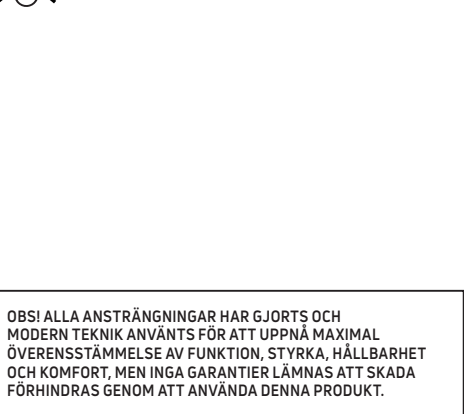 OBS! ALLA ANSTRÄNGNINGAR HAR GJORTS OCH
MODERN TEKNIK ANVÄNTS FÖR ATT UPPNÅ MAXIMAL
ÖVERENSSTÄMMELSE AV FUNKTION, STYRKA, HÅLLBARHET
OCH KOMFORT, MEN INGA GARANTIER LÄMNAS ATT SKADA
FÖRHINDRAS GENOM ATT ANVÄNDA DENNA PRODUKT.